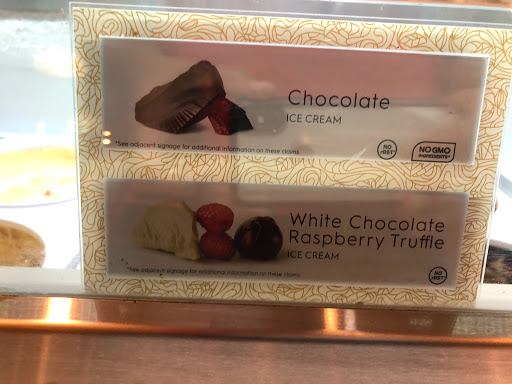 Chocolate
ICE CREAM
*See adjacent signage for additional information on these claims
NO
rBST*
NO GMO
INGREDIENTS*
White Chocolate
Raspberry Truffle
ICE CREAM
*See adjacent signage for additional information on these claims
NO
rBST*